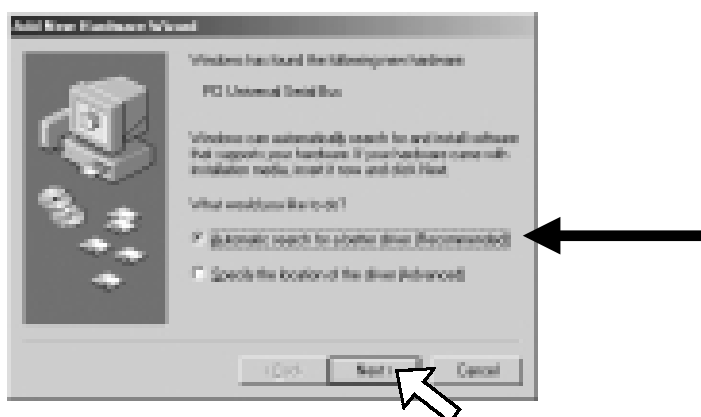 Add New Hardware Wizard
Windows has found the following new hardware:
PCI Universal Serial Bus
Windows can automatically search for and install software
that supports your hardware. If your hardware came with
installation media, insert it now and click Next.
What would you like to do?
Automatic search for a better driver (Recommended)
Specify the location of the driver (Advanced)
< Back Next > Cancel